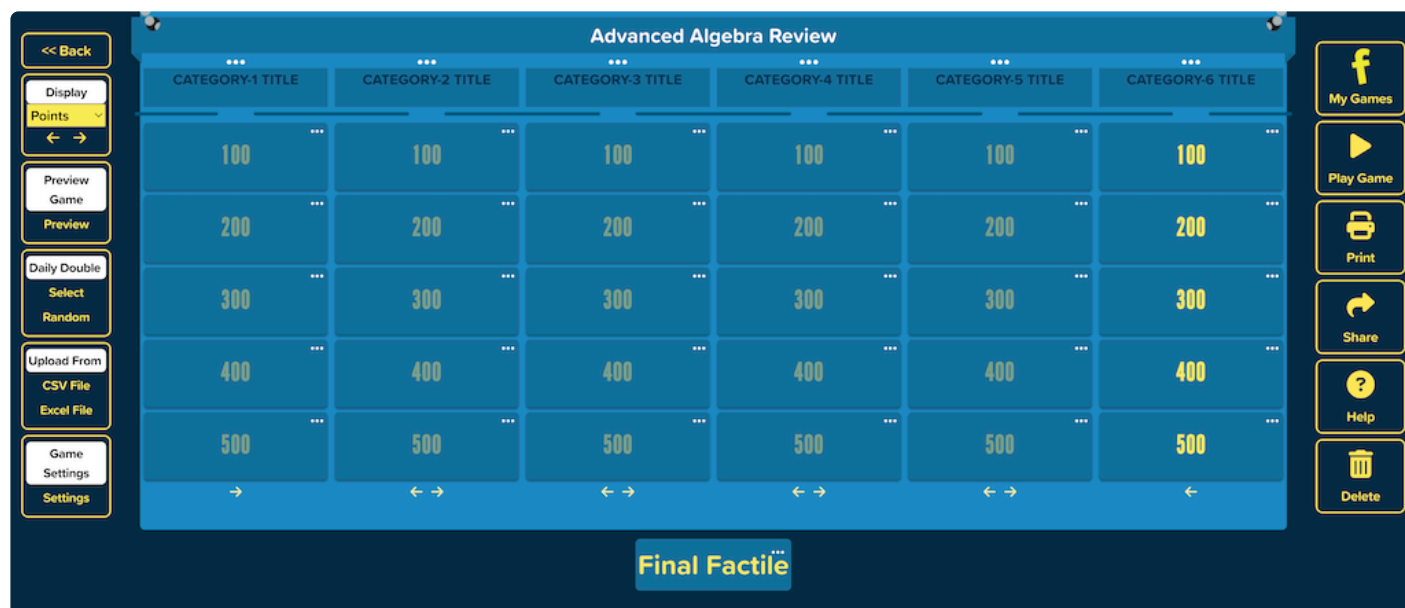 Advanced Algebra Review
<< Back
Display
Points
Preview
Game
Preview
Daily Double
Select
Random
Upload From
CSV File
Excel File
Game
Settings
Settings
CATEGORY-1 TITLE CATEGORY-2 TITLE CATEGORY-3 TITLE CATEGORY-4 TITLE CATEGORY-5 TITLE CATEGORY-6 TITLE
100 100 100 100 100 100
200 200 200 200 200 200
300 300 300 300 300 300
400 400 400 400 400 400
500 500 500 500 500 500
Final Factile
My Games
Play Game
Print
Share
Help
Delete